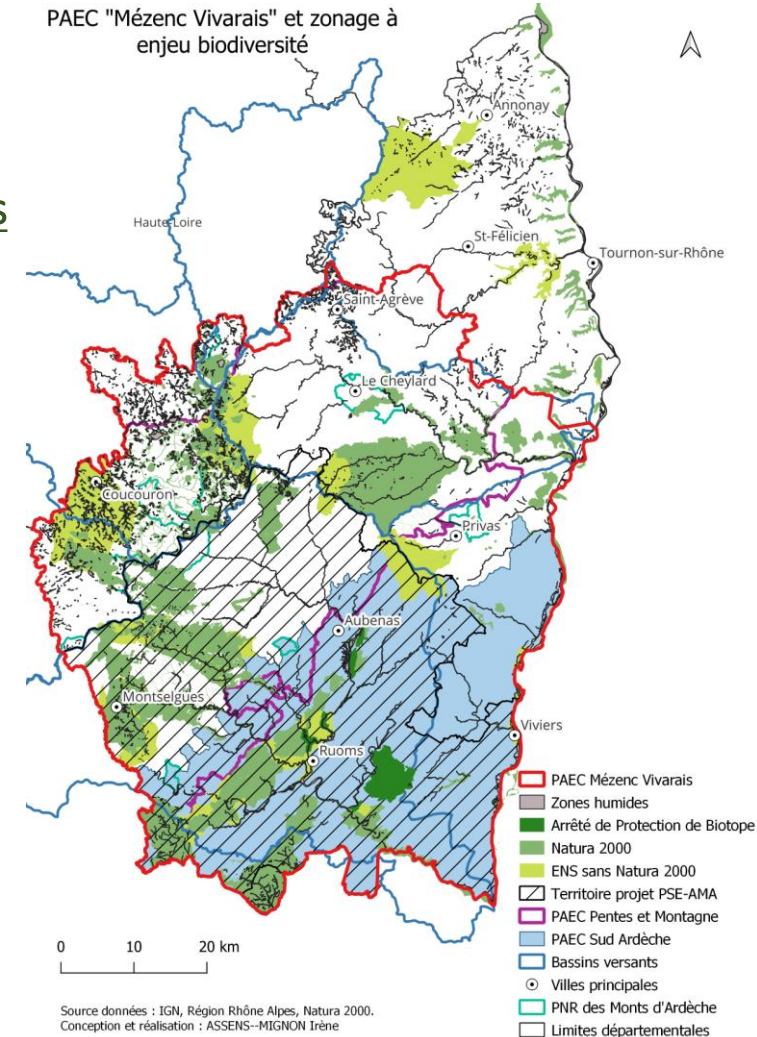 PAEC "Mézenc Vivarais" et zonage à
enjeu biodiversité
s
Annonay
Haute-Loire
St-Félicien
Tournon-sur-Rhône
Saint-Agrève
Le Cheylard
Coucouron
Privas
Aubenas
Montselgues
Viviers
Ruoms
PAEC Mézenc Vivarais
Zones humides
Arrêté de Protection de Biotope
Natura 2000
ENS sans Natura 2000
Territoire projet PSE-AMA
PAEC Pentes et Montagne
PAEC Sud Ardèche
Bassins versants
Villes principales
PNR des Monts d'Ardèche
Limites départementales
0 10 20 km
Source données : IGN, Région Rhône Alpes, Natura 2000.
Conception et réalisation : ASSENS--MIGNON Irène